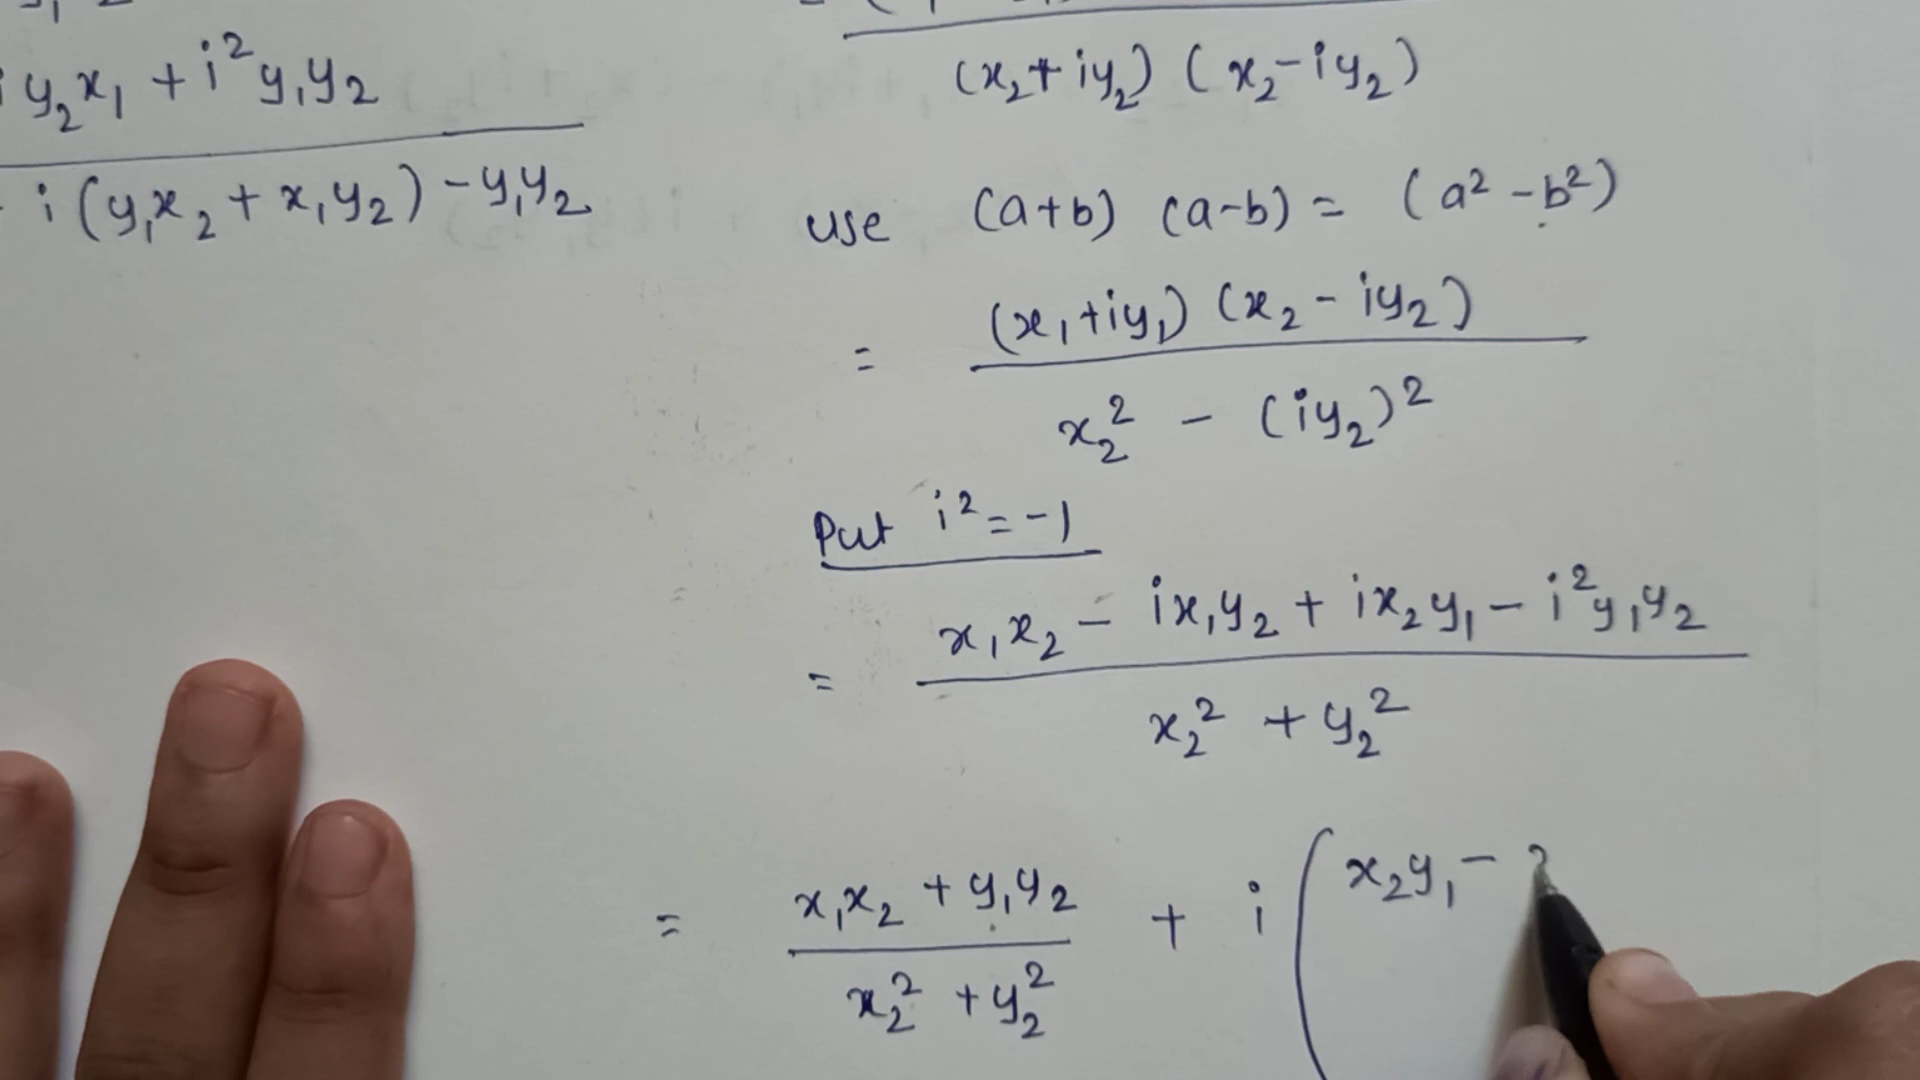 iy₂x₁ + i²y₁y₂
i(y₁x₂ + x₁y₂) - y₁y₂
(x₂ + iy₂) (x₂ - iy₂)
use (a+b) (a-b) = (a² - b²)
= (x₁ + iy₁) (x₂ - iy₂)
x₂² - (iy₂)²
Put i² = -1
= x₁x₂ - ix₁y₂ + ix₂y₁ - i²y₁y₂
x₂² + y₂²
= x₁x₂ + y₁y₂ + i ( x₂y₁ -
x₂² + y₂²